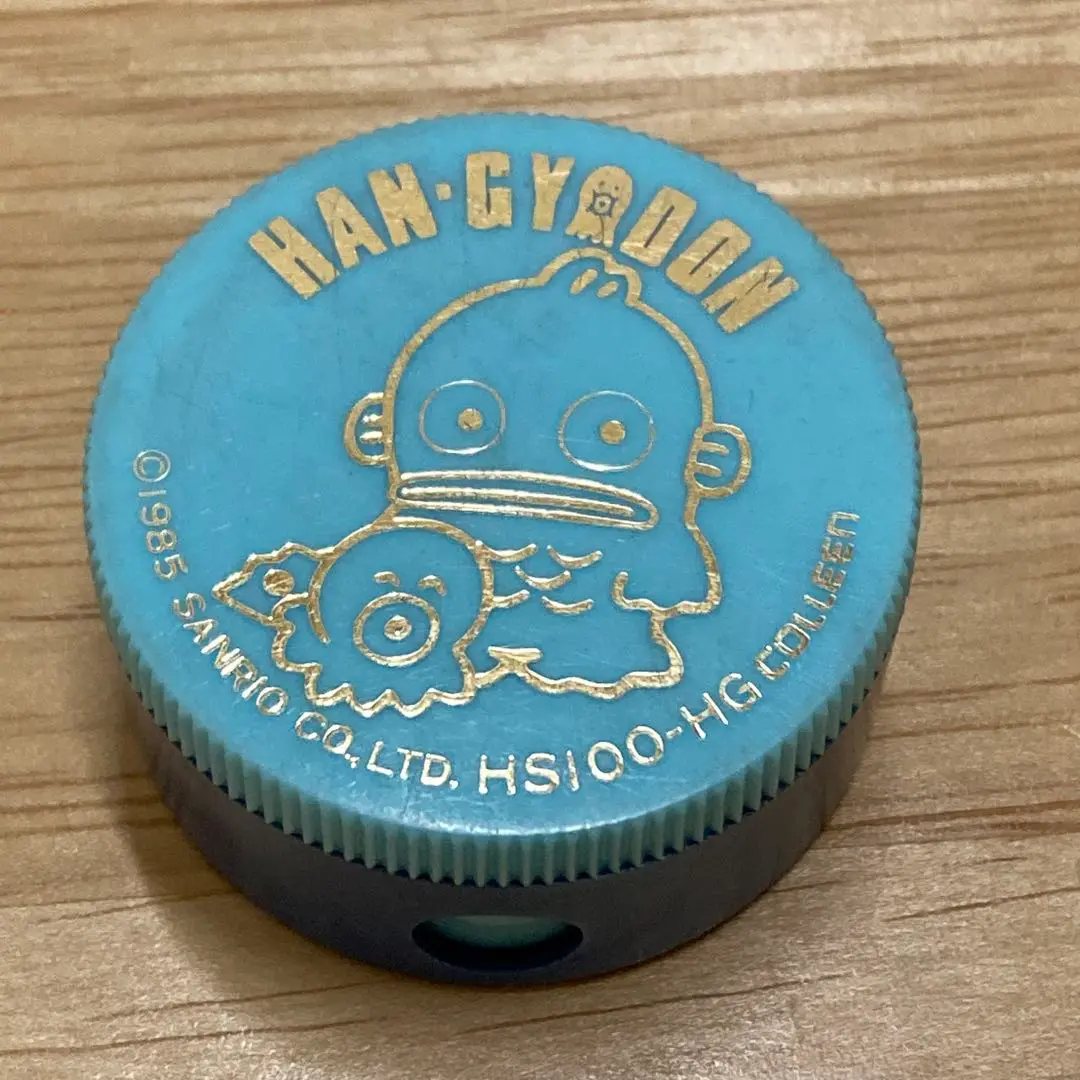 HAN·GYODON
©1985 SANRIO CO., LTD. HS100-HG COLLEEN